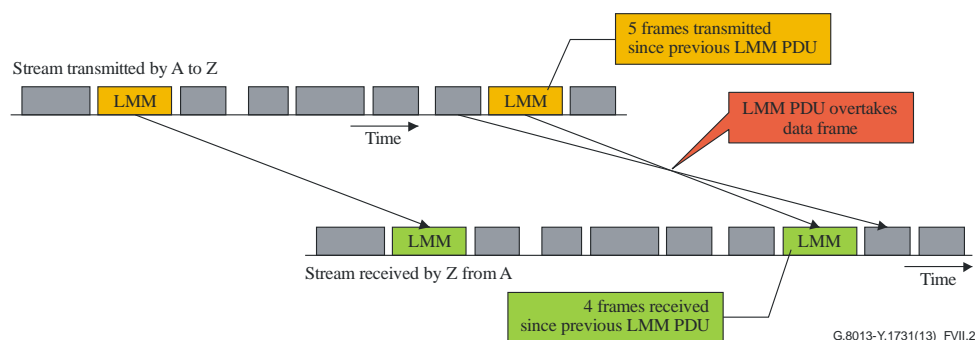 5 frames transmitted
since previous LMM PDU
Stream transmitted by A to Z
LMM
LMM
LMM PDU overtakes
data frame
Time
LMM
LMM
Stream received by Z from A
Time
4 frames received
since previous LMM PDU
G.8013-Y.1731(13)_FVII.2